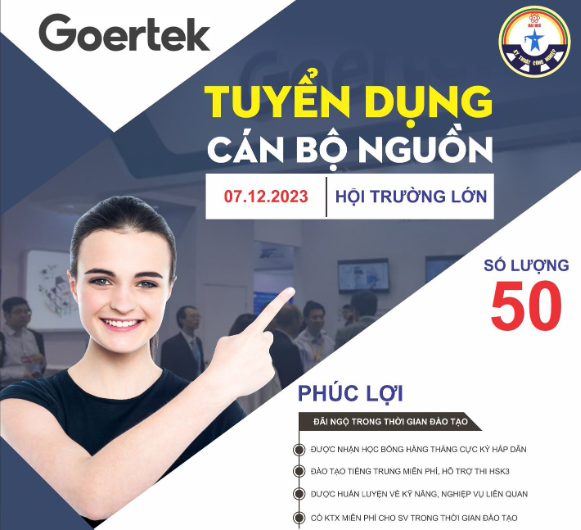 Goertek
TUYỂN DỤNG
CÁN BỘ NGUỒN
07.12.2023 HỘI TRƯỜNG LỚN
SỐ LƯỢNG
50
PHÚC LỢI
ĐÃI NGỘ TRONG THỜI GIAN ĐÀO TẠO
ĐƯỢC NHẬN HỌC BỔNG HÀNG THÁNG CỰC KỲ HẤP DẪN
ĐÀO TẠO TIẾNG TRUNG MIỄN PHÍ, HỖ TRỢ THI HSK3
ĐƯỢC HUẤN LUYỆN VỀ KỸ NĂNG, NGHIỆP VỤ LIÊN QUAN
CÓ KTX MIỄN PHÍ CHO SV TRONG THỜI GIAN ĐÀO TẠO